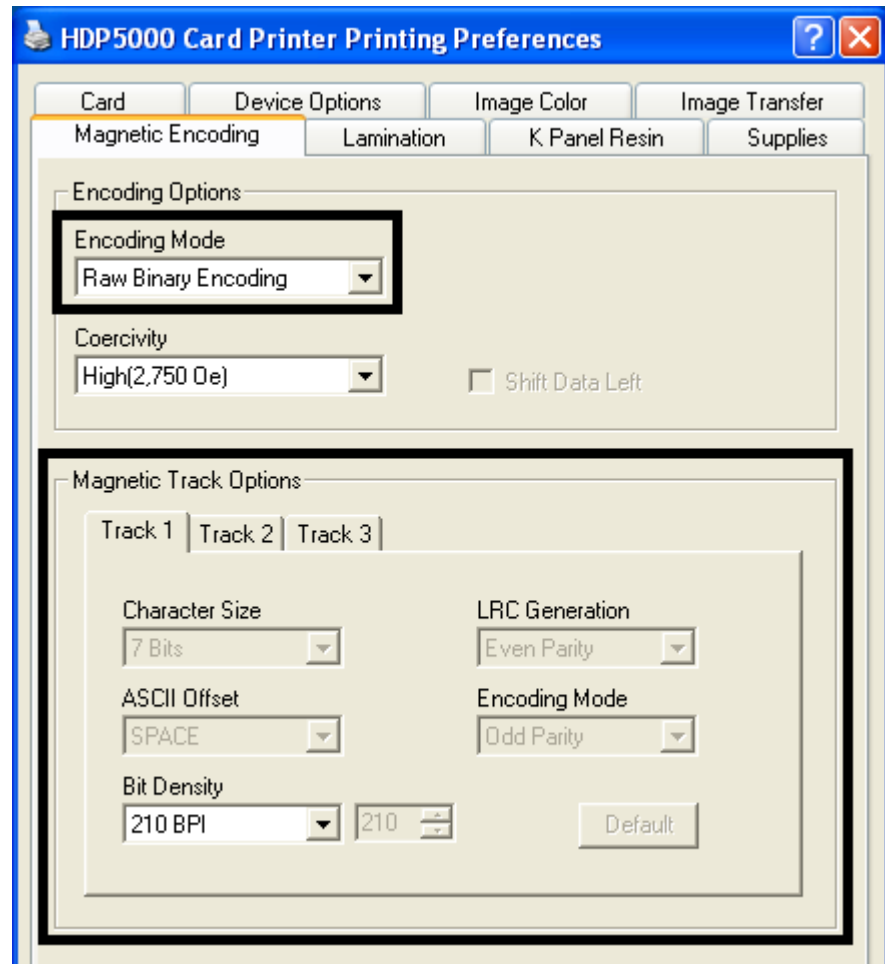 HDP5000 Card Printer Printing Preferences
Card Device Options Image Color Image Transfer
Magnetic Encoding Lamination K Panel Resin Supplies
Encoding Options
Encoding Mode
Raw Binary Encoding
Coercivity
High(2,750 Oe) Shift Data Left
Magnetic Track Options
Track 1 Track 2 Track 3
Character Size LRC Generation
7 Bits Even Parity
ASCII Offset Encoding Mode
SPACE Odd Parity
Bit Density
210 BPI 210 Default